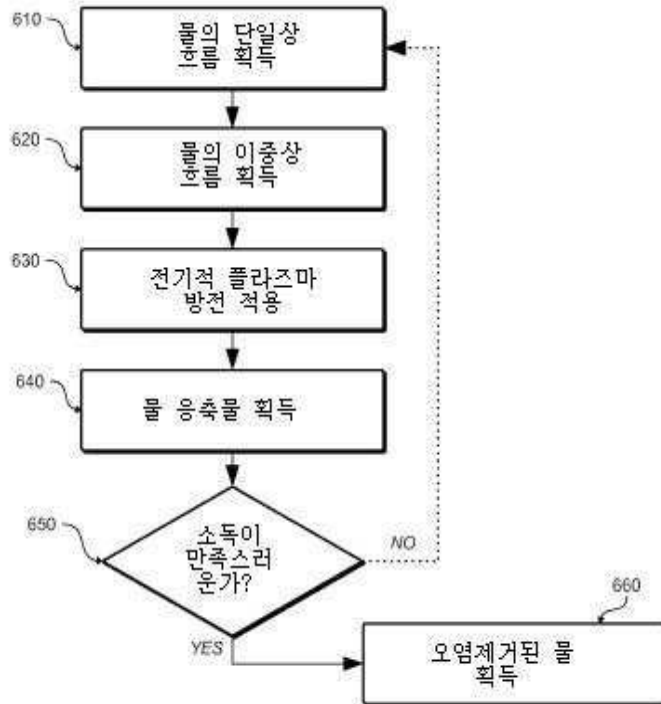 610
물의 단일상
흐름 획득
620
물의 이중상
흐름 획득
630
전기적 플라즈마
방전 적용
640
물 응축물 획득
650
소독이
만족스러
운가?
NO
YES
660
오염제거된 물
획득